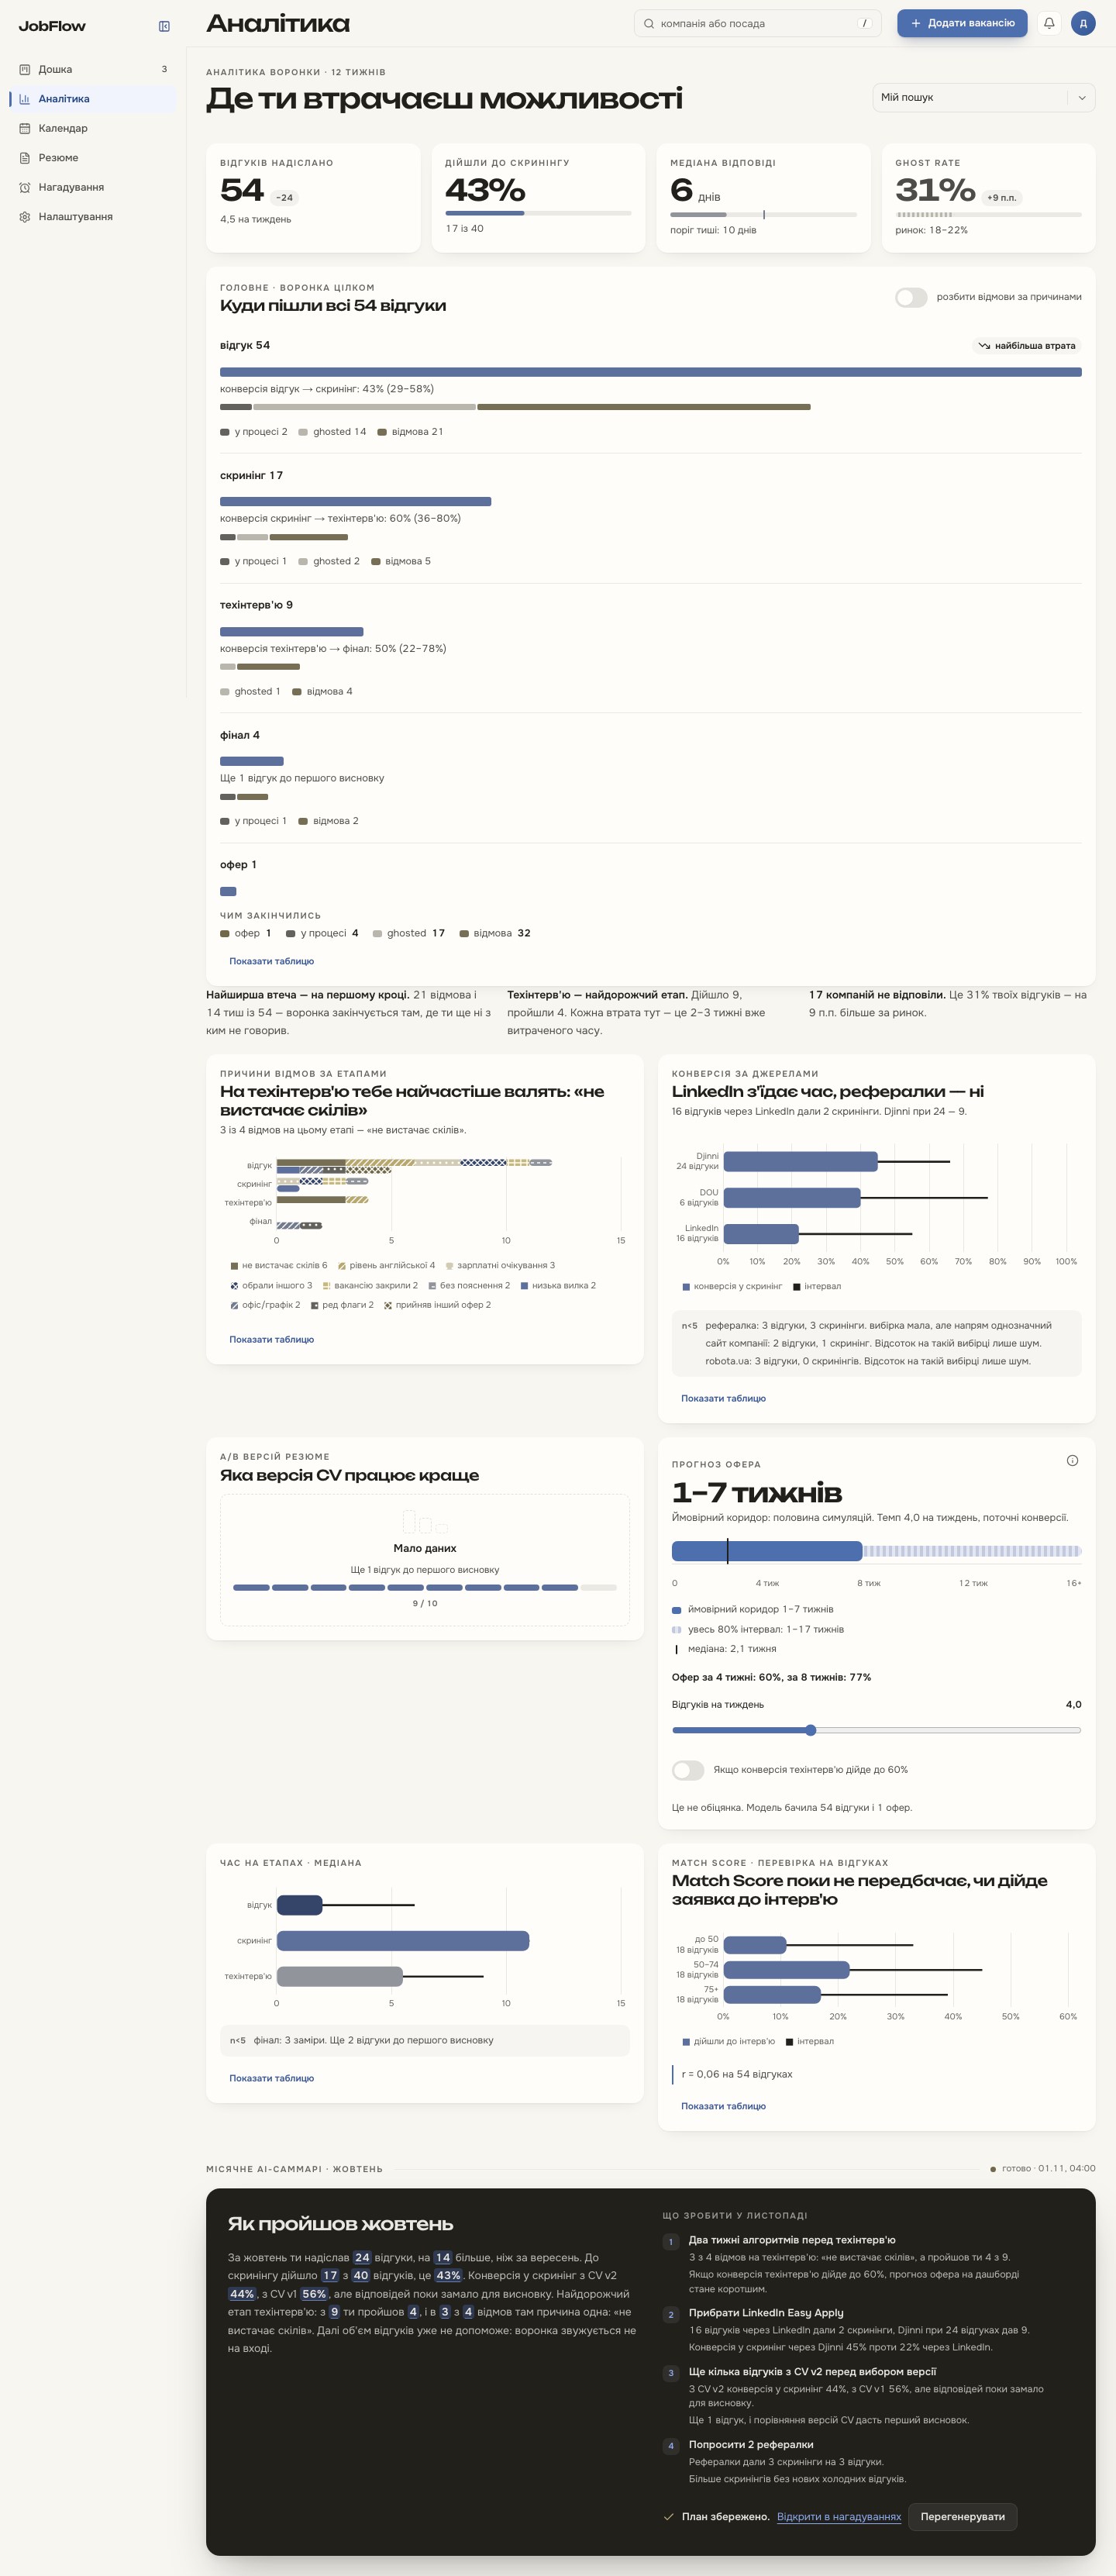 JobFlow
Дошка 3
Аналітика
Календар
Резюме
Нагадування
Налаштування
Аналітика
компанія або посада /
Додати вакансію
Д
АНАЛІТИКА ВОРОНКИ · 12 ТИЖНІВ
Де ти втрачаєш можливості
Мій пошук
ВІДГУКІВ НАДІСЛАНО
54 −24
4,5 на тиждень
ДІЙШЛИ ДО СКРИНІНГУ
43%
17 із 40
МЕДІАНА ВІДПОВІДІ
6 днів
поріг тиші: 10 днів
GHOST RATE
31% +9 п.п.
ринок: 18–22%
ГОЛОВНЕ · ВОРОНКА ЦІЛКОМ
Куди пішли всі 54 відгуки
розбити відмови за причинами
відгук 54
найбільша втрата
конверсія відгук → скринінг: 43% (29–58%)
у процесі 2 ghosted 14 відмова 21
скринінг 17
конверсія скринінг → техінтерв'ю: 60% (36–80%)
у процесі 1 ghosted 2 відмова 5
техінтерв'ю 9
конверсія техінтерв'ю → фінал: 50% (22–78%)
ghosted 1 відмова 4
фінал 4
Ще 1 відгук до першого висновку
у процесі 1 відмова 2
офер 1
ЧИМ ЗАКІНЧИЛИСЬ
офер 1 у процесі 4 ghosted 17 відмова 32
Показати таблицю
Найширша втеча — на першому кроці. 21 відмова і
14 тиш із 54 — воронка закінчується там, де ти ще ні з
ким не говорив.
Техінтерв'ю — найдорожчий етап. Дійшло 9,
пройшли 4. Кожна втрата тут — це 2–3 тижні вже
витраченого часу.
17 компаній не відповіли. Це 31% твоїх відгуків — на
9 п.п. більше за ринок.
ПРИЧИНИ ВІДМОВ ЗА ЕТАПАМИ
На техінтерв'ю тебе найчастіше валять: «не
вистачає скілів»
3 із 4 відмов на цьому етапі — «не вистачає скілів».
відгук
скринінг
техінтерв'ю
фінал
0 5 10 15
не вистачає скілів 6 рівень англійської 4 зарплатні очікування 3
обрали іншого 3 вакансію закрили 2 без пояснення 2 низька вилка 2
офіс/графік 2 ред флаги 2 прийняв інший офер 2
Показати таблицю
КОНВЕРСІЯ ЗА ДЖЕРЕЛАМИ
LinkedIn з'їдає час, рефералки — ні
16 відгуків через LinkedIn дали 2 скринінги. Djinni при 24 — 9.
Djinni
24 відгуки
DOU
6 відгуків
LinkedIn
16 відгуків
0% 10% 20% 30% 40% 50% 60% 70% 80% 90% 100%
конверсія у скринінг інтервал
n<5 рефералка: 3 відгуки, 3 скринінги. вибірка мала, але напрям однозначний
сайт компанії: 2 відгуки, 1 скринінг. Відсоток на такій вибірці лише шум.
robota.ua: 3 відгуки, 0 скринінгів. Відсоток на такій вибірці лише шум.
Показати таблицю
A/B ВЕРСІЙ РЕЗЮМЕ
Яка версія CV працює краще
Мало даних
Ще 1 відгук до першого висновку
9 / 10
ПРОГНОЗ ОФЕРА
1–7 тижнів
Ймовірний коридор: половина симуляцій. Темп 4,0 на тиждень, поточні конверсії.
0 4 тиж 8 тиж 12 тиж 16+
ймовірний коридор 1–7 тижнів
увесь 80% інтервал: 1–17 тижнів
медіана: 2,1 тижня
Офер за 4 тижні: 60%, за 8 тижнів: 77%
Відгуків на тиждень 4,0
Якщо конверсія техінтерв'ю дійде до 60%
Це не обіцянка. Модель бачила 54 відгуки і 1 офер.
ЧАС НА ЕТАПАХ · МЕДІАНА
відгук
скринінг
техінтерв'ю
0 5 10 15
n<5 фінал: 3 заміри. Ще 2 відгуки до першого висновку
Показати таблицю
MATCH SCORE · ПЕРЕВІРКА НА ВІДГУКАХ
Match Score поки не передбачає, чи дійде
заявка до інтерв'ю
до 50
18 відгуків
50–74
18 відгуків
75+
18 відгуків
0% 10% 20% 30% 40% 50% 60%
дійшли до інтерв'ю інтервал
r = 0,06 на 54 відгуках
Показати таблицю
МІСЯЧНЕ AI-САММАРІ · ЖОВТЕНЬ
готово · 01.11, 04:00
Як пройшов жовтень
За жовтень ти надіслав 24 відгуки, на 14 більше, ніж за вересень. До
скринінгу дійшло 17 з 40 відгуків, це 43%. Конверсія у скринінг з CV v2
44%, з CV v1 56%, але відповідей поки замало для висновку. Найдорожчий
етап техінтерв'ю: з 9 ти пройшов 4, і в 3 з 4 відмов там причина одна: «не
вистачає скілів». Далі об'єм відгуків уже не допоможе: воронка звужується не
на вході.
ЩО ЗРОБИТИ У ЛИСТОПАДІ
1 Два тижні алгоритмів перед техінтерв'ю
3 з 4 відмов на техінтерв'ю: «не вистачає скілів», а пройшов ти 4 з 9.
Якщо конверсія техінтерв'ю дійде до 60%, прогноз офера на дашборді
стане коротшим.
2 Прибрати LinkedIn Easy Apply
16 відгуків через LinkedIn дали 2 скринінги, Djinni при 24 відгуках дав 9.
Конверсія у скринінг через Djinni 45% проти 22% через LinkedIn.
3 Ще кілька відгуків з CV v2 перед вибором версії
З CV v2 конверсія у скринінг 44%, з CV v1 56%, але відповідей поки замало
для висновку.
Ще 1 відгук, і порівняння версій CV дасть перший висновок.
4 Попросити 2 рефералки
Рефералки дали 3 скринінги на 3 відгуки.
Більше скринінгів без нових холодних відгуків.
План збережено. Відкрити в нагадуваннях Перегенерувати